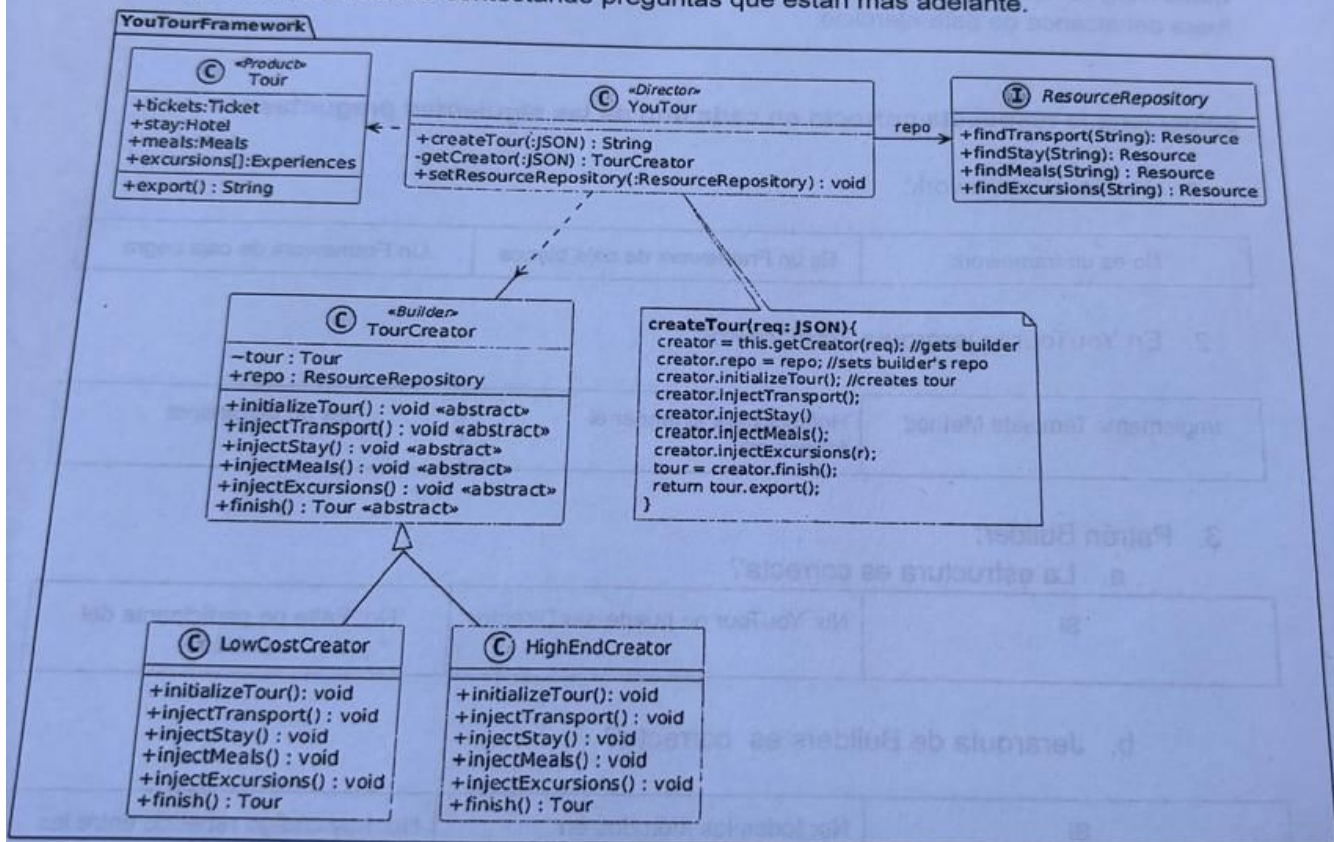 contestando preguntas que están más adelante.
YouTourFramework
C «Product»
Tour
+tickets:Ticket
+stay:Hotel
+meals:Meals
+excursions[]:Experiences
+export() : String
C «Director»
YouTour
+createTour(:JSON) : String
-getCreator(:JSON) : TourCreator
+setResourceRepository(:ResourceRepository) : void
repo
I ResourceRepository
+findTransport(String): Resource
+findStay(String): Resource
+findMeals(String) : Resource
+findExcursions(String) : Resource
C «Builder»
TourCreator
~tour : Tour
+repo : ResourceRepository
+initializeTour() : void «abstract»
+injectTransport() : void «abstract»
+injectStay() : void «abstract»
+injectMeals() : void «abstract»
+injectExcursions() : void «abstract»
+finish() : Tour «abstract»
createTour(req: JSON){
creator = this.getCreator(req); //gets builder
creator.repo = repo; //sets builder's repo
creator.initializeTour(); //creates tour
creator.injectTransport();
creator.injectStay()
creator.injectMeals();
creator.injectExcursions(r);
tour = creator.finish();
return tour.export();
}
C LowCostCreator
+initializeTour(): void
+injectTransport() : void
+injectStay() : void
+injectMeals() : void
+injectExcursions() : void
+finish() : Tour
C HighEndCreator
+initializeTour(): void
+injectTransport() : void
+injectStay() : void
+injectMeals() : void
+injectExcursions() : void
+finish() : Tour